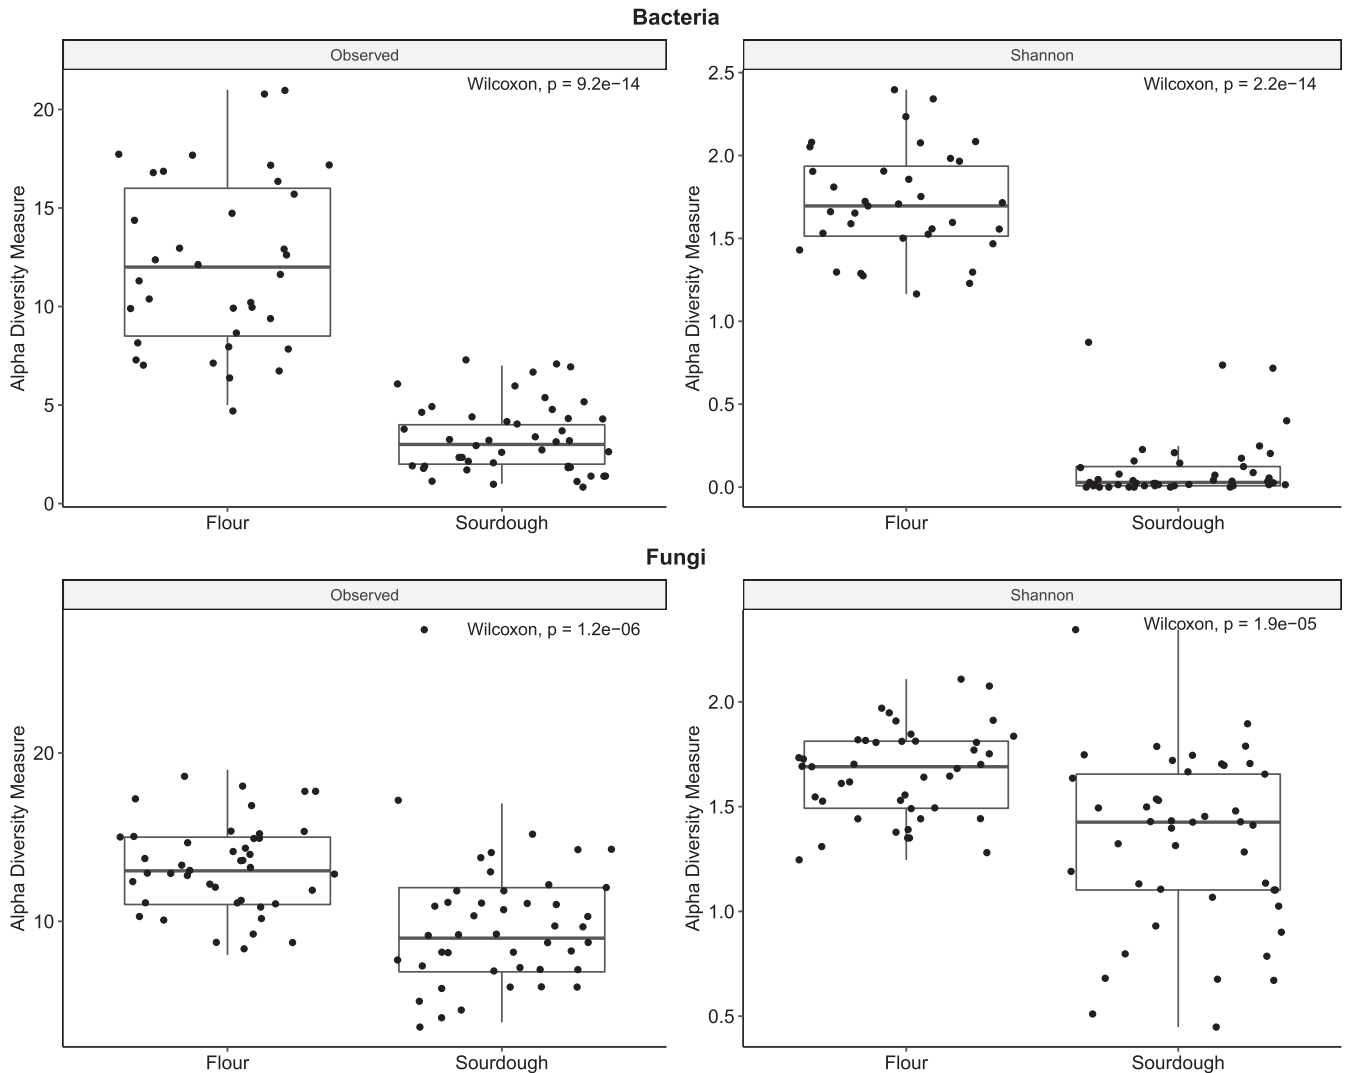 Bacteria
Observed
Shannon
Wilcoxon, p = 9.2e−14
Wilcoxon, p = 2.2e−14
Alpha Diversity Measure
20
15
10
5
0
Flour
Sourdough
Alpha Diversity Measure
2.5
2.0
1.5
1.0
0.5
0.0
Flour
Sourdough
Fungi
Observed
Shannon
Wilcoxon, p = 1.2e−06
Wilcoxon, p = 1.9e−05
Alpha Diversity Measure
20
10
Flour
Sourdough
Alpha Diversity Measure
2.0
1.5
1.0
0.5
Flour
Sourdough